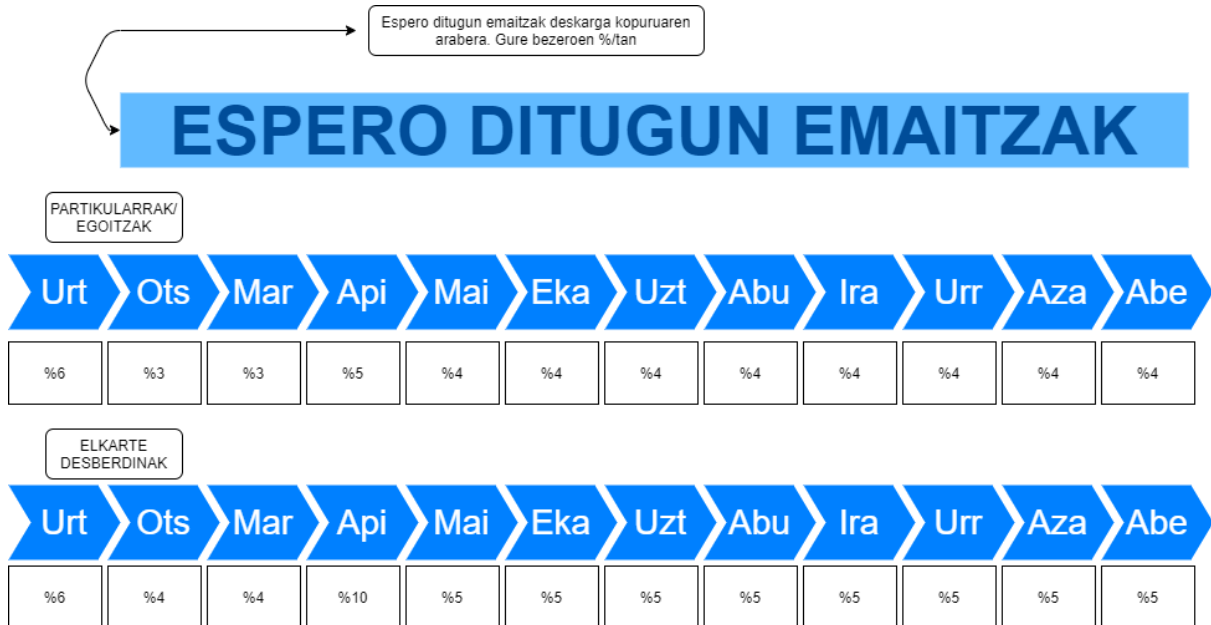 Espero ditugun emaitzak deskarga kopuruaren
arabera. Gure bezeroen %/tan
ESPERO DITUGUN EMAITZAK
PARTIKULARRAK/
EGOITZAK
Urt Ots Mar Api Mai Eka Uzt Abu Ira Urr Aza Abe
%6 %3 %3 %5 %4 %4 %4 %4 %4 %4 %4 %4
ELKARTE
DESBERDINAK
Urt Ots Mar Api Mai Eka Uzt Abu Ira Urr Aza Abe
%6 %4 %4 %10 %5 %5 %5 %5 %5 %5 %5 %5